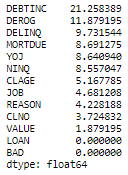 DEBTINC    21.258389
DEROG      11.879195
DELINQ      9.731544
MORTDUE     8.691275
YOJ         8.640940
NINQ        8.557047
CLAGE       5.167785
JOB         4.681208
REASON      4.228188
CLNO        3.724832
VALUE       1.879195
LOAN        0.000000
BAD         0.000000
dtype: float64